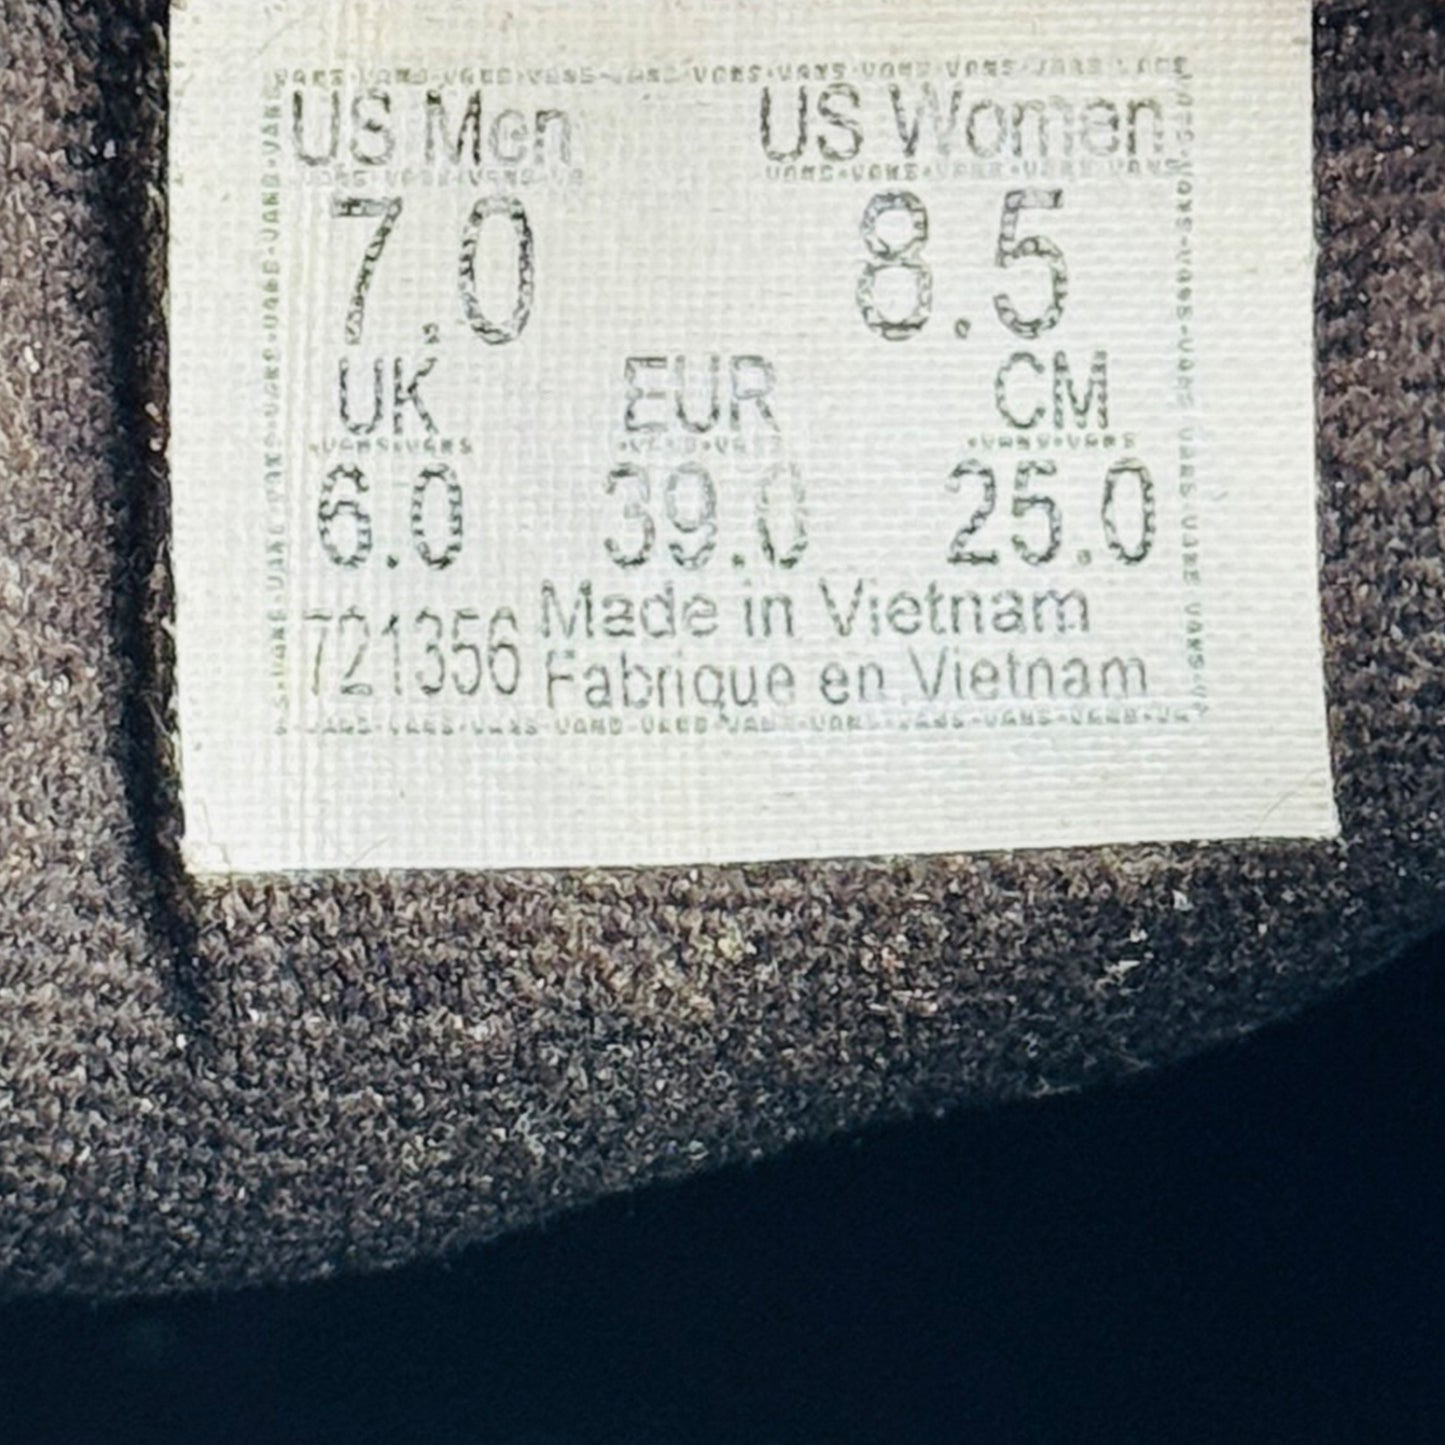 US Men US Women
7.0 8.5
UK EUR CM
6.0 39.0 25.0
721356 Made in Vietnam
Fabrique en Vietnam